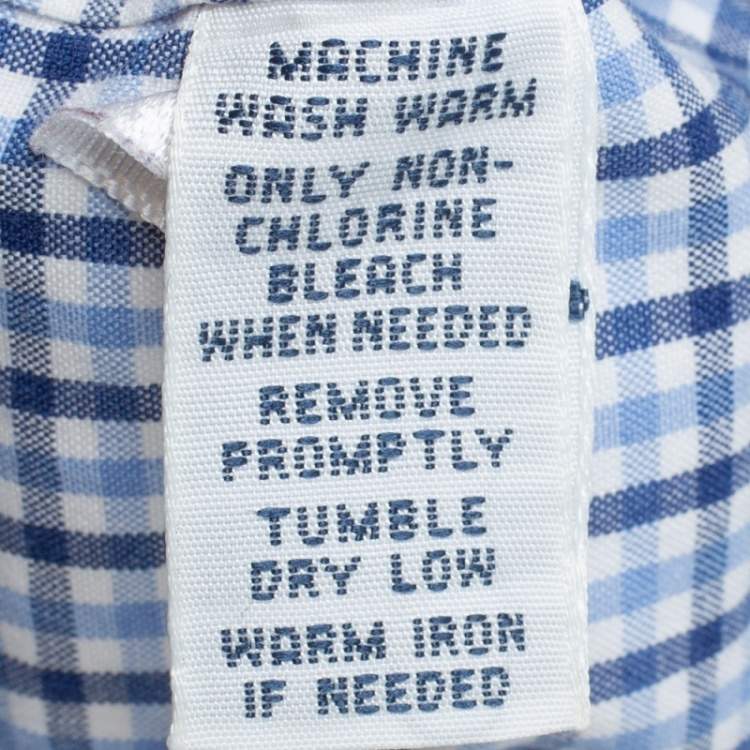 MACHINE
WASH WARM
ONLY NON-
CHLORINE
BLEACH
WHEN NEEDED
REMOVE
PROMPTLY
TUMBLE
DRY LOW
WARM IRON
IF NEEDED